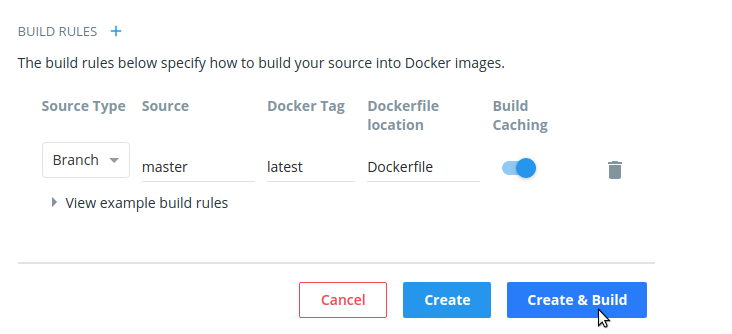 BUILD RULES +
The build rules below specify how to build your source into Docker images.
Source Type Source Docker Tag Dockerfile location Build Caching
Branch master latest Dockerfile
View example build rules
Cancel Create Create & Build